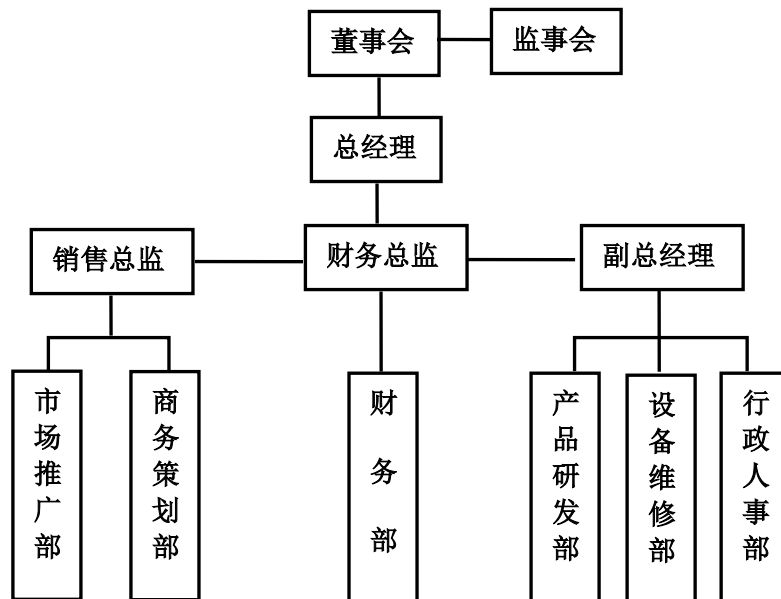 董事会
监事会
总经理
销售总监
财务总监
副总经理
市场推广部
商务策划部
财务部
产品研发部
设备维修部
行政人事部